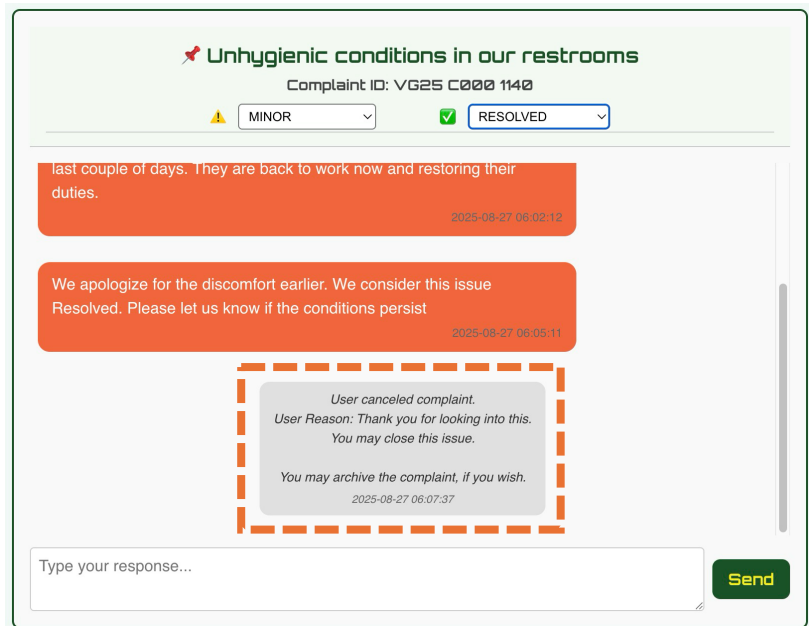 Unhygienic conditions in our restrooms
Complaint ID: VG25 C000 1140
MINOR
RESOLVED
last couple of days. They are back to work now and restoring their
duties.
2025-08-27 06:02:12
We apologize for the discomfort earlier. We consider this issue
Resolved. Please let us know if the conditions persist
2025-08-27 06:05:11
User canceled complaint.
User Reason: Thank you for looking into this.
You may close this issue.
You may archive the complaint, if you wish.
2025-08-27 06:07:37
Type your response...
Send